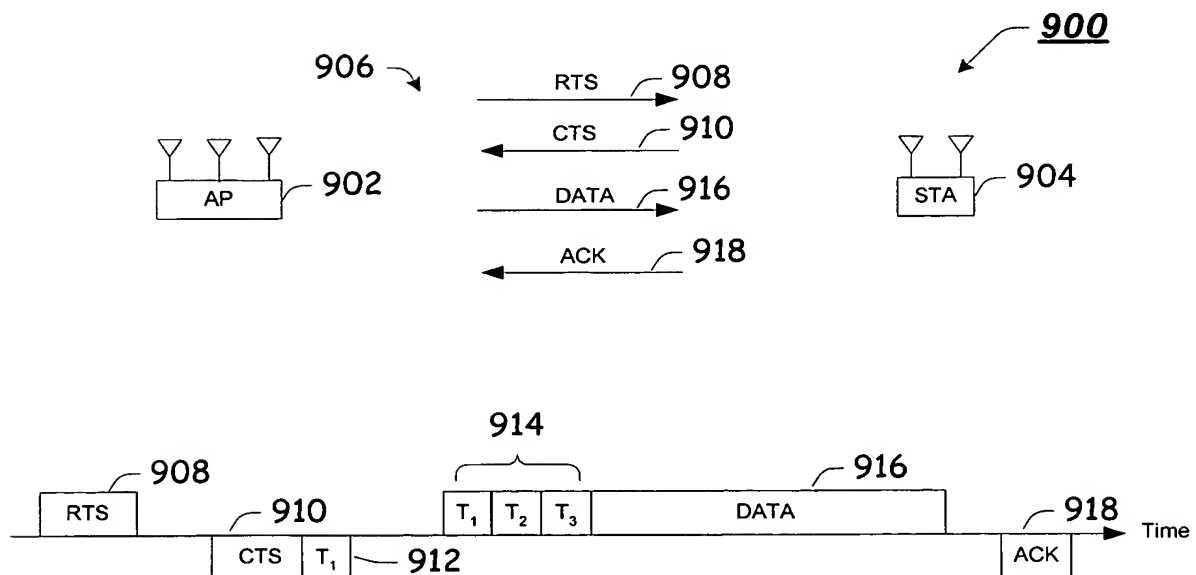 900
906
RTS
908
CTS
910
AP
902
DATA
916
STA
904
ACK
918
914
908
916
RTS
910
T1
T2
T3
DATA
918
Time
CTS
T1
912
ACK